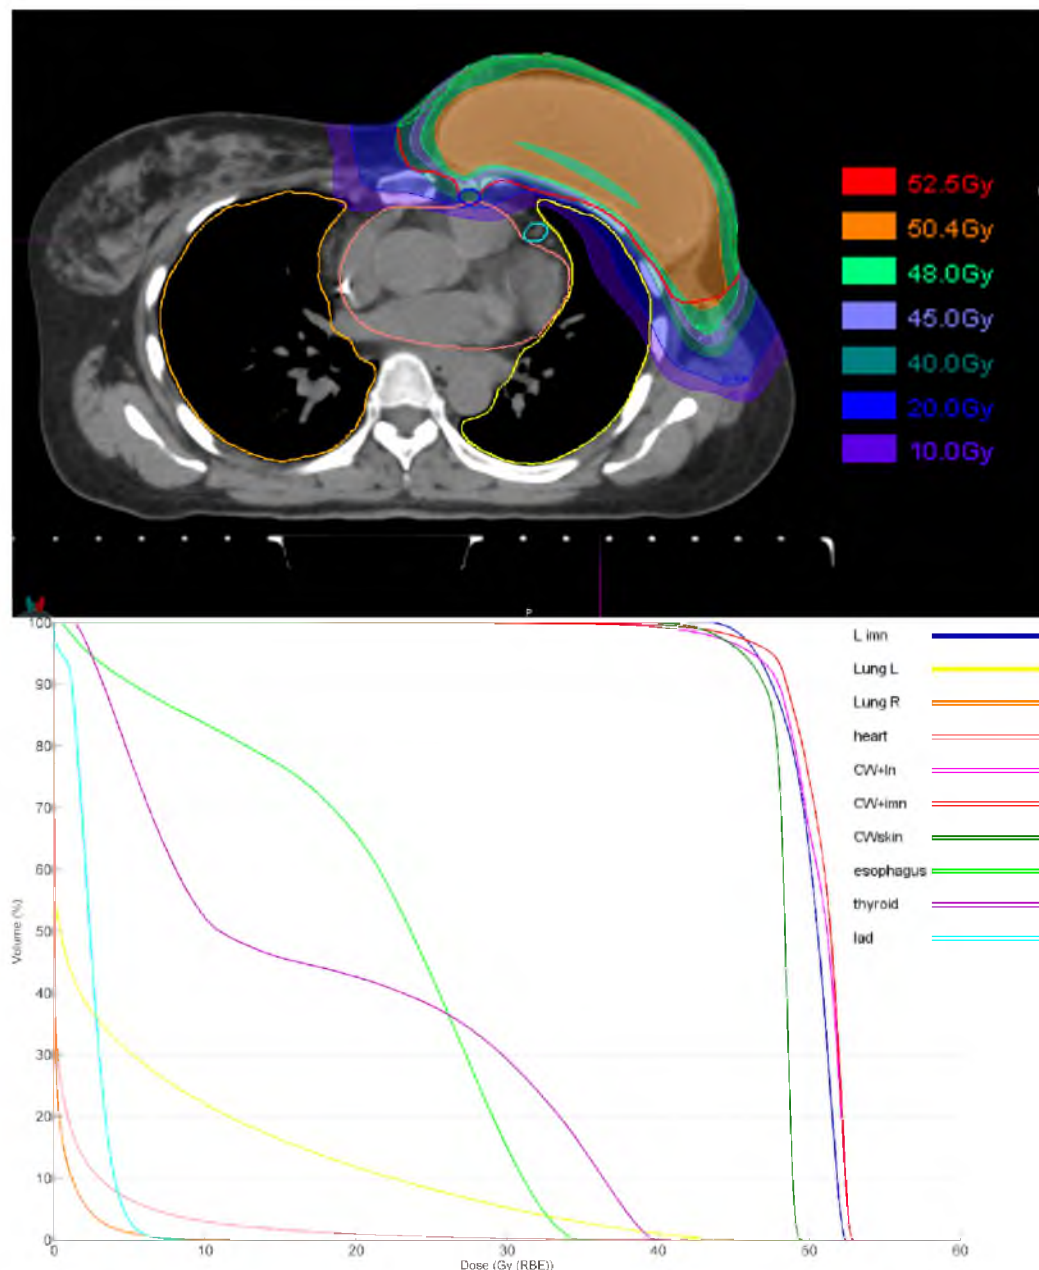 52.5Gy
50.4Gy
48.0Gy
45.0Gy
40.0Gy
20.0Gy
10.0Gy
P
100
90
80
70
60
50
40
30
20
10
0
Volume (%)
0 10 20 30 40 50 60
Dose (Gy (RBE))
L imn
Lung L
Lung R
heart
CW+ln
CW+imn
CWskin
esophagus
thyroid
lad